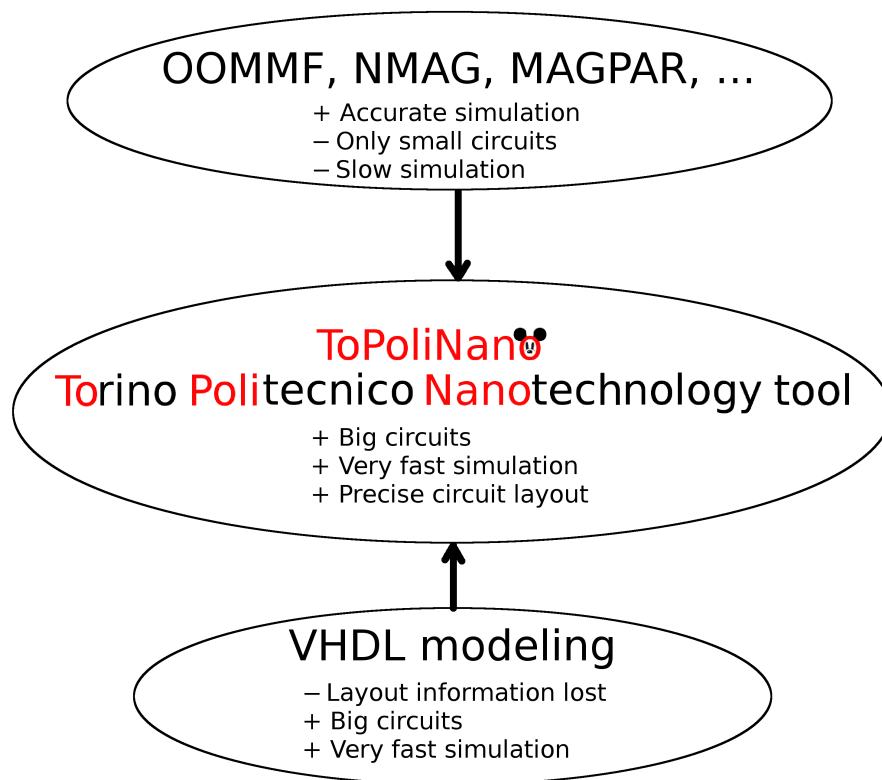 OOMMF, NMAG, MAGPAR, ...
+ Accurate simulation
− Only small circuits
− Slow simulation
ToPoliNano
Torino Politecnico Nanotechnology tool
+ Big circuits
+ Very fast simulation
+ Precise circuit layout
VHDL modeling
− Layout information lost
+ Big circuits
+ Very fast simulation